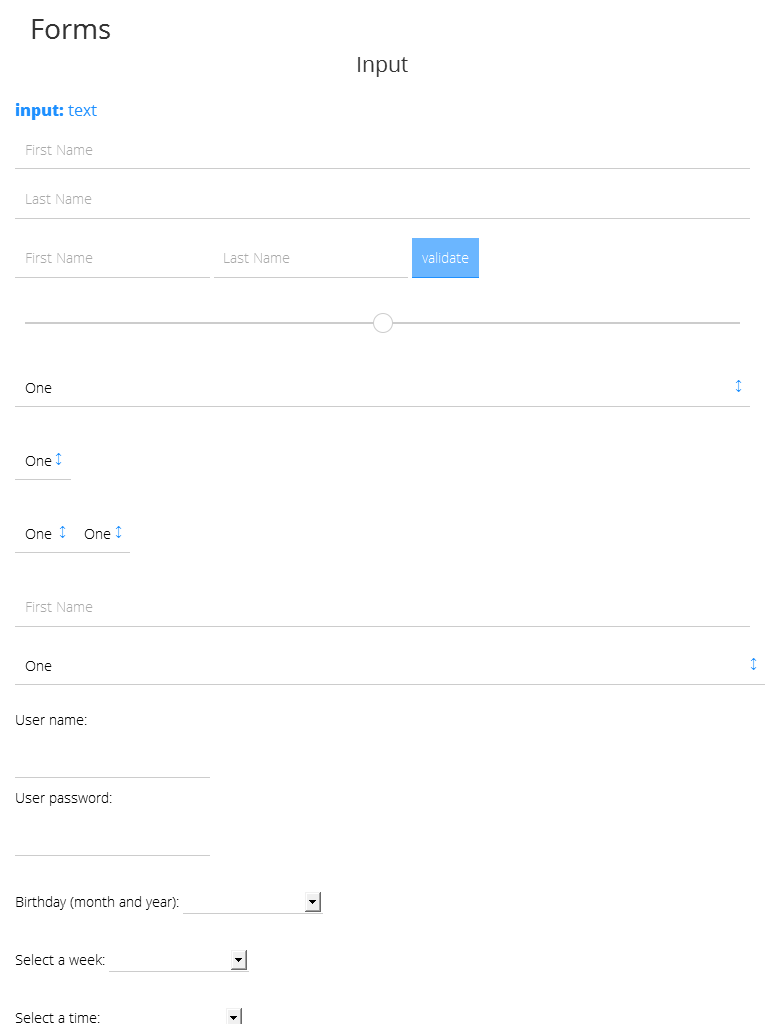 Forms
Input
input: text
First Name
Last Name
First Name Last Name validate
One
One
One One
First Name
One
User name:
User password:
Birthday (month and year):
Select a week:
Select a time: